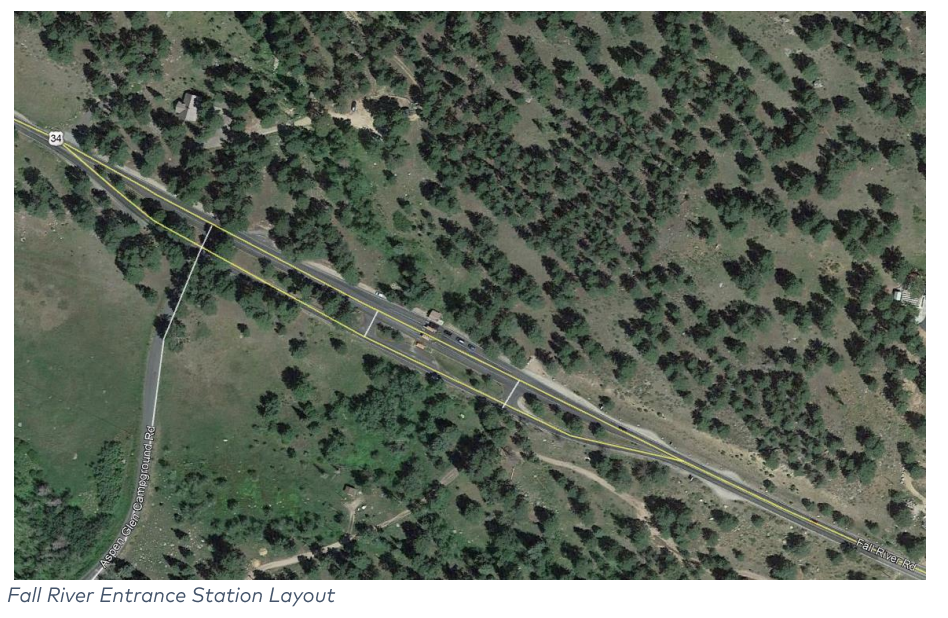 34
Aspen Glen Campground Rd
Fall River Rd
Fall River Entrance Station Layout